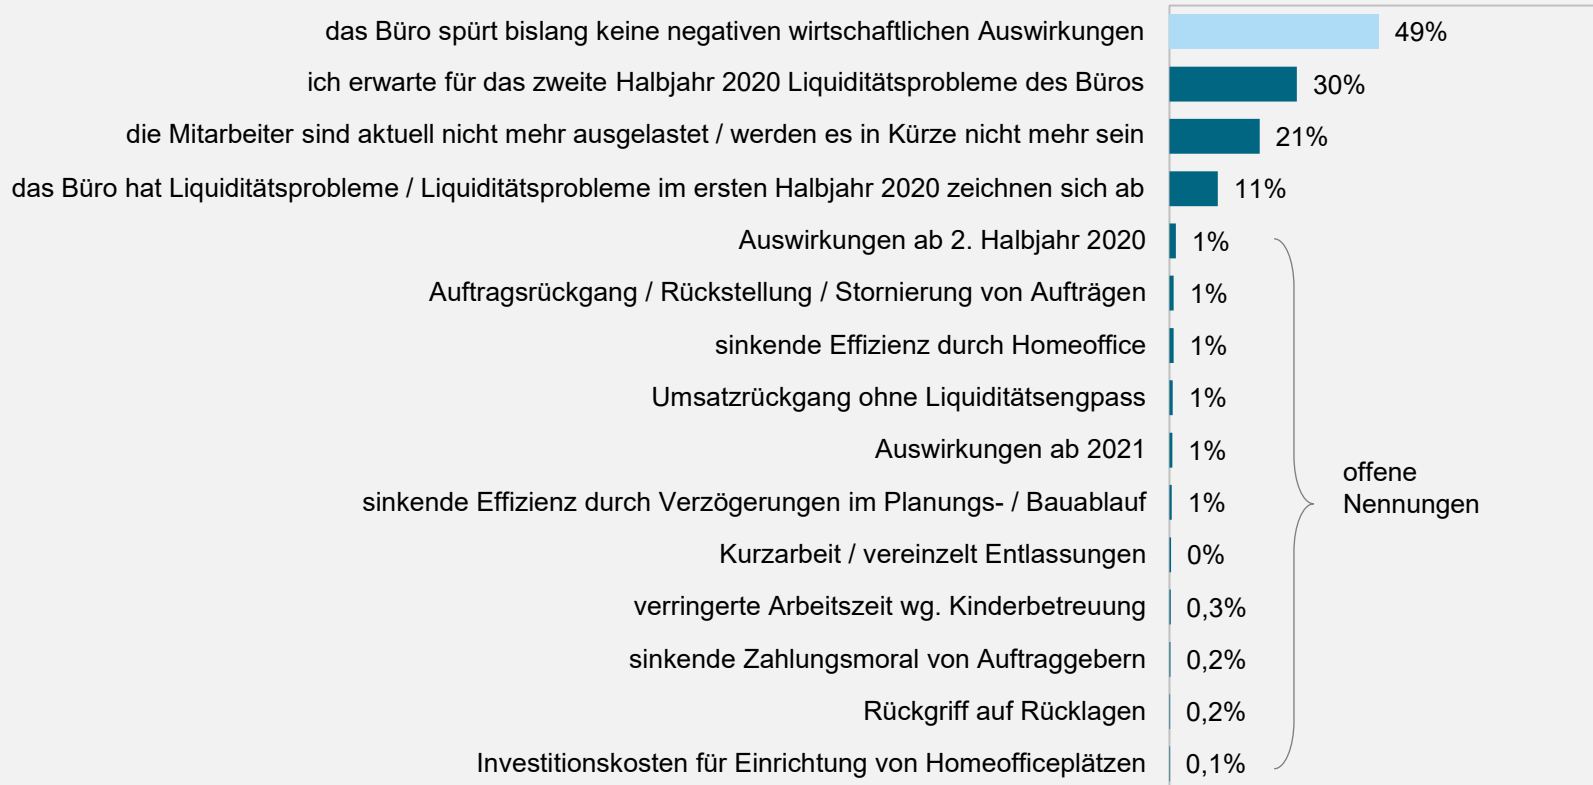 das Büro spürt bislang keine negativen wirtschaftlichen Auswirkungen 49%
ich erwarte für das zweite Halbjahr 2020 Liquiditätsprobleme des Büros 30%
die Mitarbeiter sind aktuell nicht mehr ausgelastet / werden es in Kürze nicht mehr sein 21%
das Büro hat Liquiditätsprobleme / Liquiditätsprobleme im ersten Halbjahr 2020 zeichnen sich ab 11%
Auswirkungen ab 2. Halbjahr 2020 1%
Auftragsrückgang / Rückstellung / Stornierung von Aufträgen 1%
sinkende Effizienz durch Homeoffice 1%
Umsatzrückgang ohne Liquiditätsengpass 1%
Auswirkungen ab 2021 1%
sinkende Effizienz durch Verzögerungen im Planungs- / Bauablauf 1%
Kurzarbeit / vereinzelt Entlassungen 0%
verringerte Arbeitszeit wg. Kinderbetreuung 0,3%
sinkende Zahlungsmoral von Auftraggebern 0,2%
Rückgriff auf Rücklagen 0,2%
Investitionskosten für Einrichtung von Homeofficeplätzen 0,1%
offene
Nennungen